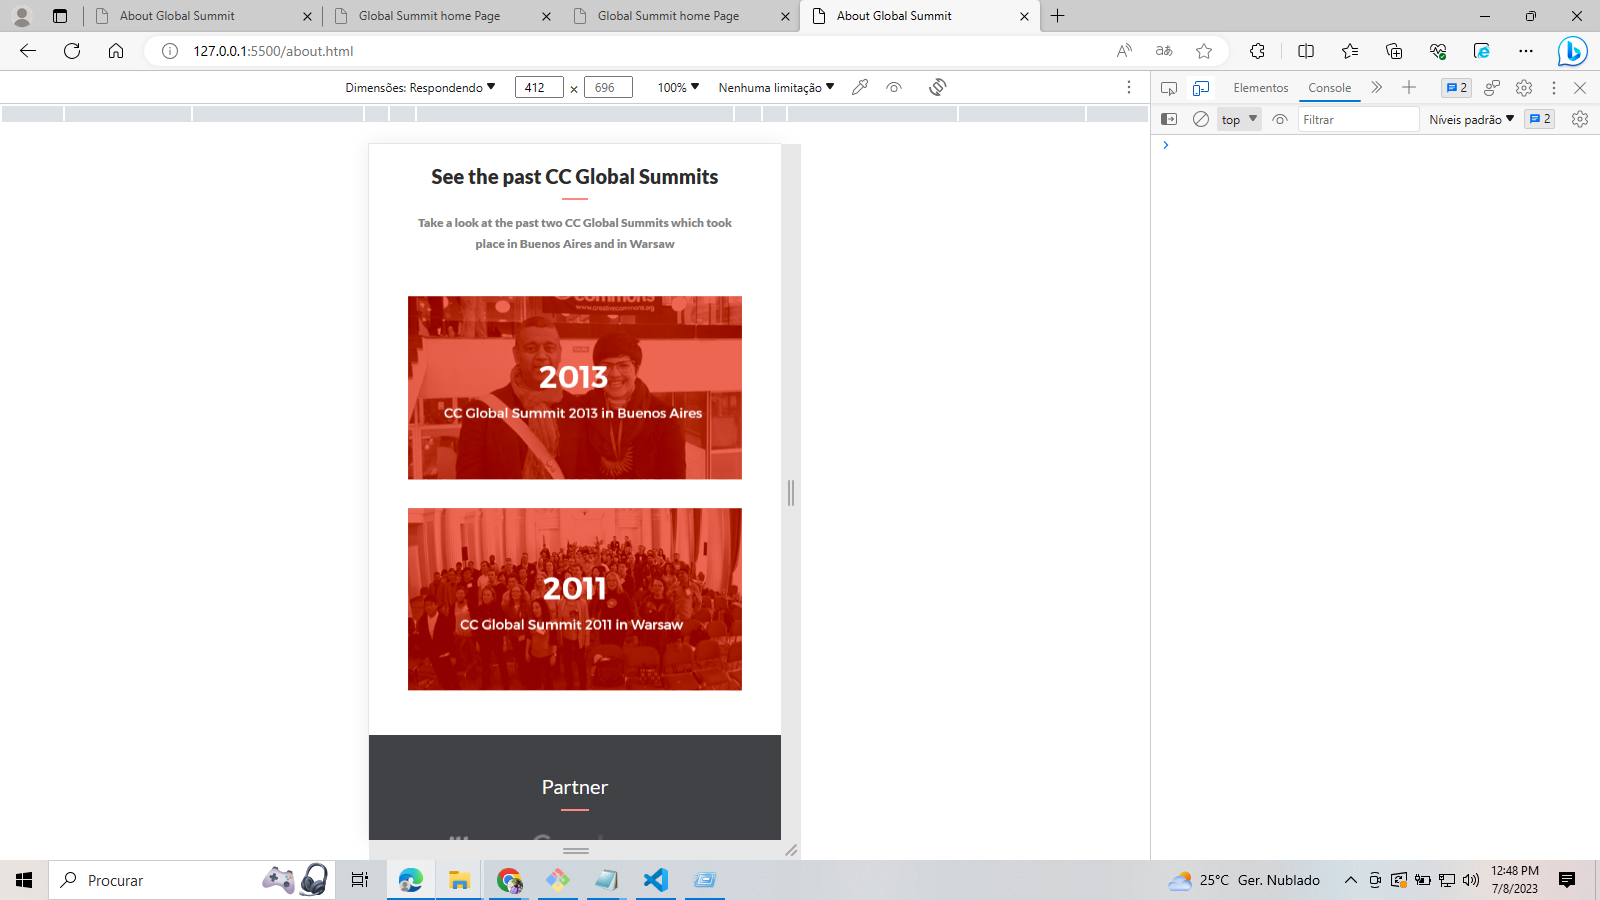 About Global Summit
Global Summit home Page
Global Summit home Page
About Global Summit
127.0.0.1:5500/about.html
Dimensões: Respondendo
412
×
696
100%
Nenhuma limitação
Elementos
Console
2
top
Filtrar
Níveis padrão
2
See the past CC Global Summits
Take a look at the past two CC Global Summits which took
place in Buenos Aires and in Warsaw
commons
www.creativecommons.org
2013
CC Global Summit 2013 in Buenos Aires
2011
CC Global Summit 2011 in Warsaw
Partner
Procurar
25°C Ger. Nublado
12:48 PM
7/8/2023